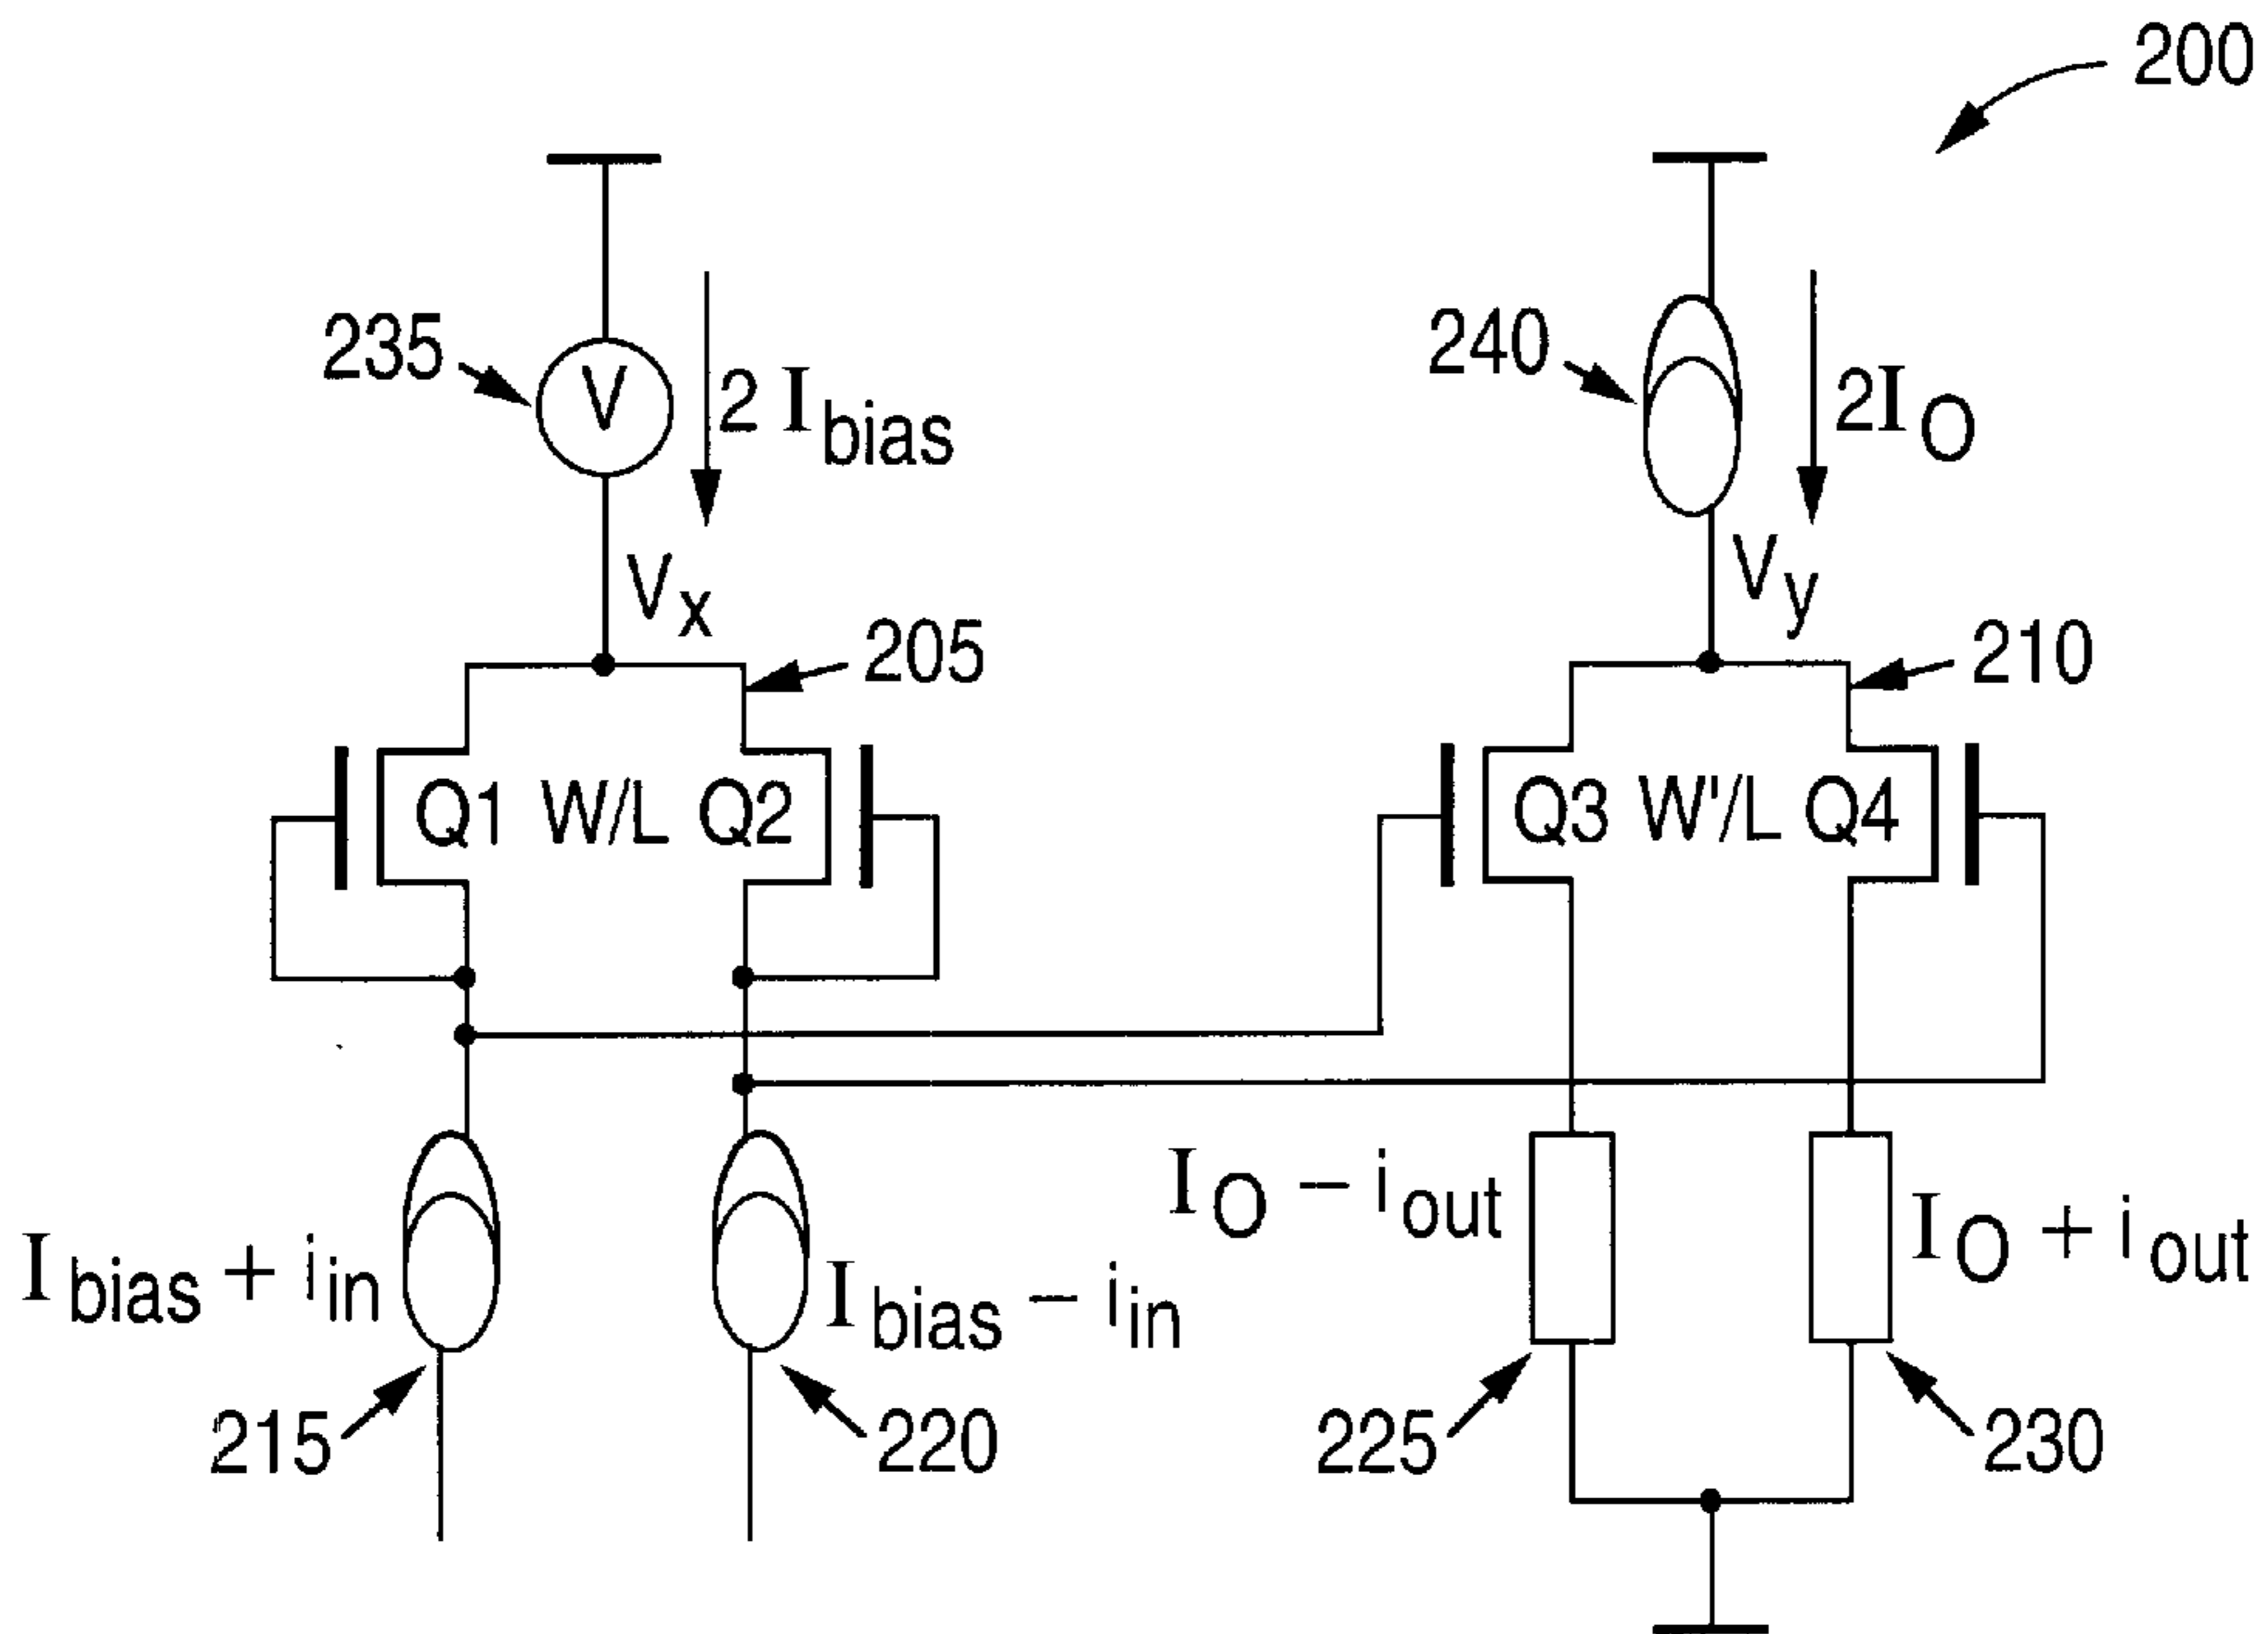 200
235
V
2 Ibias
240
2IO
Vx
205
Vy
210
Q1 W/L Q2
Q3 W'/L Q4
Ibias + iin
Ibias − iin
IO − iout
IO + iout
215
220
225
230